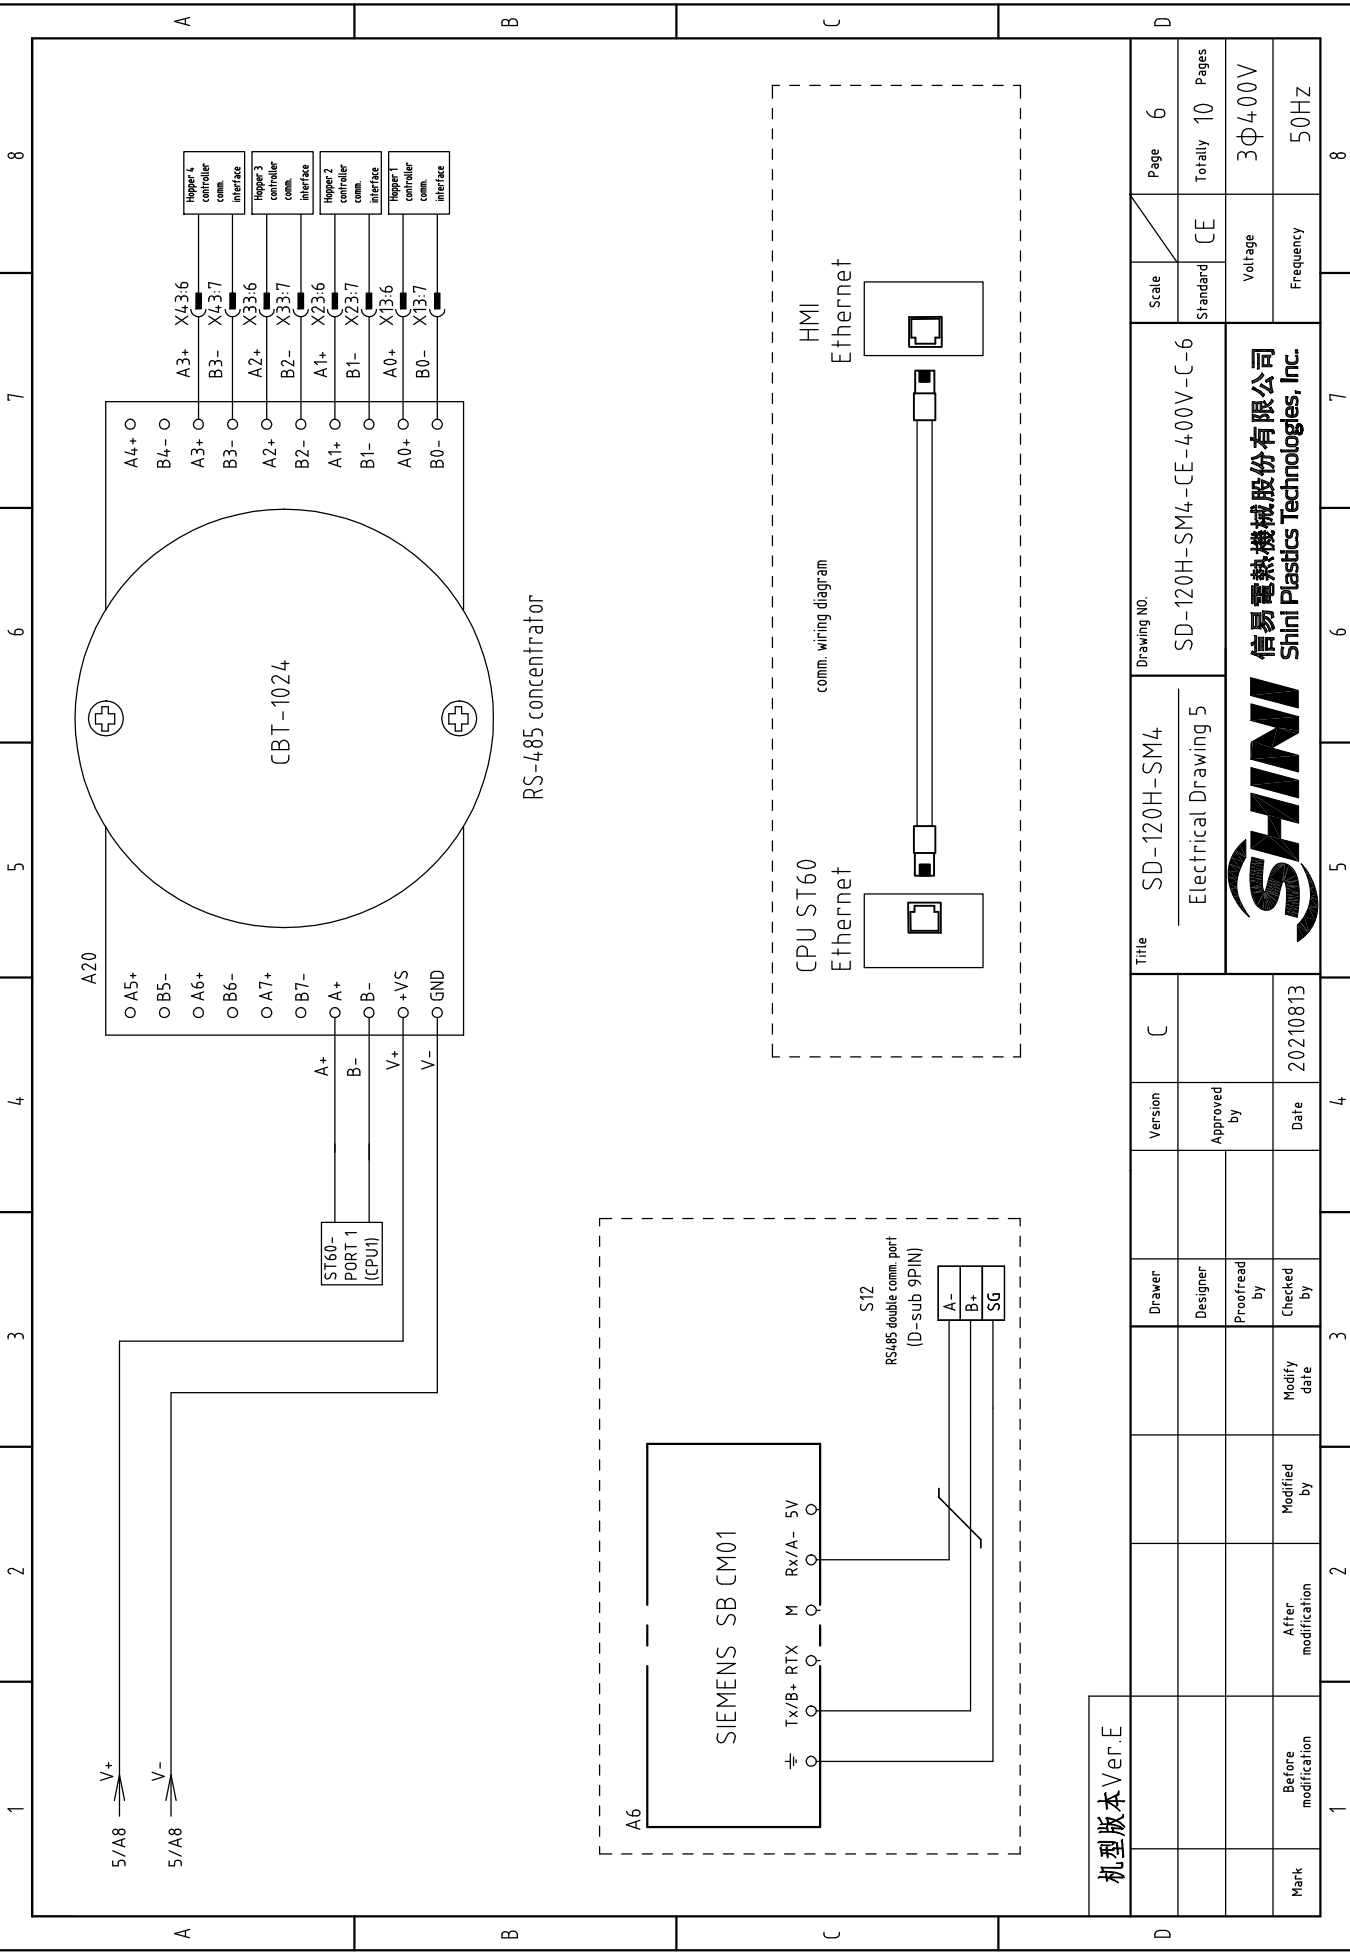 1 2 3 4 5 6 7 8
A
B
C
D
5/A8 V+
5/A8 V-
A20
A5+
B5-
A6+
B6-
A7+
B7-
A+
B-
+VS
GND
A+
B-
V+
V-
ST60-
PORT 1
(CPU1)
CBT-1024
RS-485 concentrator
A4+
B4-
A3+
B3-
A2+
B2-
A1+
B1-
A0+
B0-
A3+ X43:6
B3- X43:7
A2+ X33:6
B2- X33:7
A1+ X23:6
B1- X23:7
A0+ X13:6
B0- X13:7
Hopper 4
controller
comm.
interface
Hopper 3
controller
comm.
interface
Hopper 2
controller
comm.
interface
Hopper 1
controller
comm.
interface
A6
SIEMENS SB CM01
Tx/B+ RTX M Rx/A- 5V
S12
RS485 double comm. port
(D-sub 9PIN)
A-
B+
SG
CPU ST60
Ethernet
comm. wiring diagram
HMI
Ethernet
机型版本Ver.E
Mark
Before
modification
After
modification
Modified
by
Modify
date
Drawer
Designer
Proofread
by
Checked
by
Version C
Approved
by
Date 20210813
Title
SD-120H-SM4
Electrical Drawing 5
Drawing NO.
SD-120H-SM4-CE-400V-C-6
SHINI
信易電熱機械股份有限公司
Shini Plastics Technologies, Inc.
Scale
Page 6
Standard CE
Totally 10 Pages
Voltage 3Φ400V
Frequency 50HZ
A
B
C
D
1 2 3 4 5 6 7 8